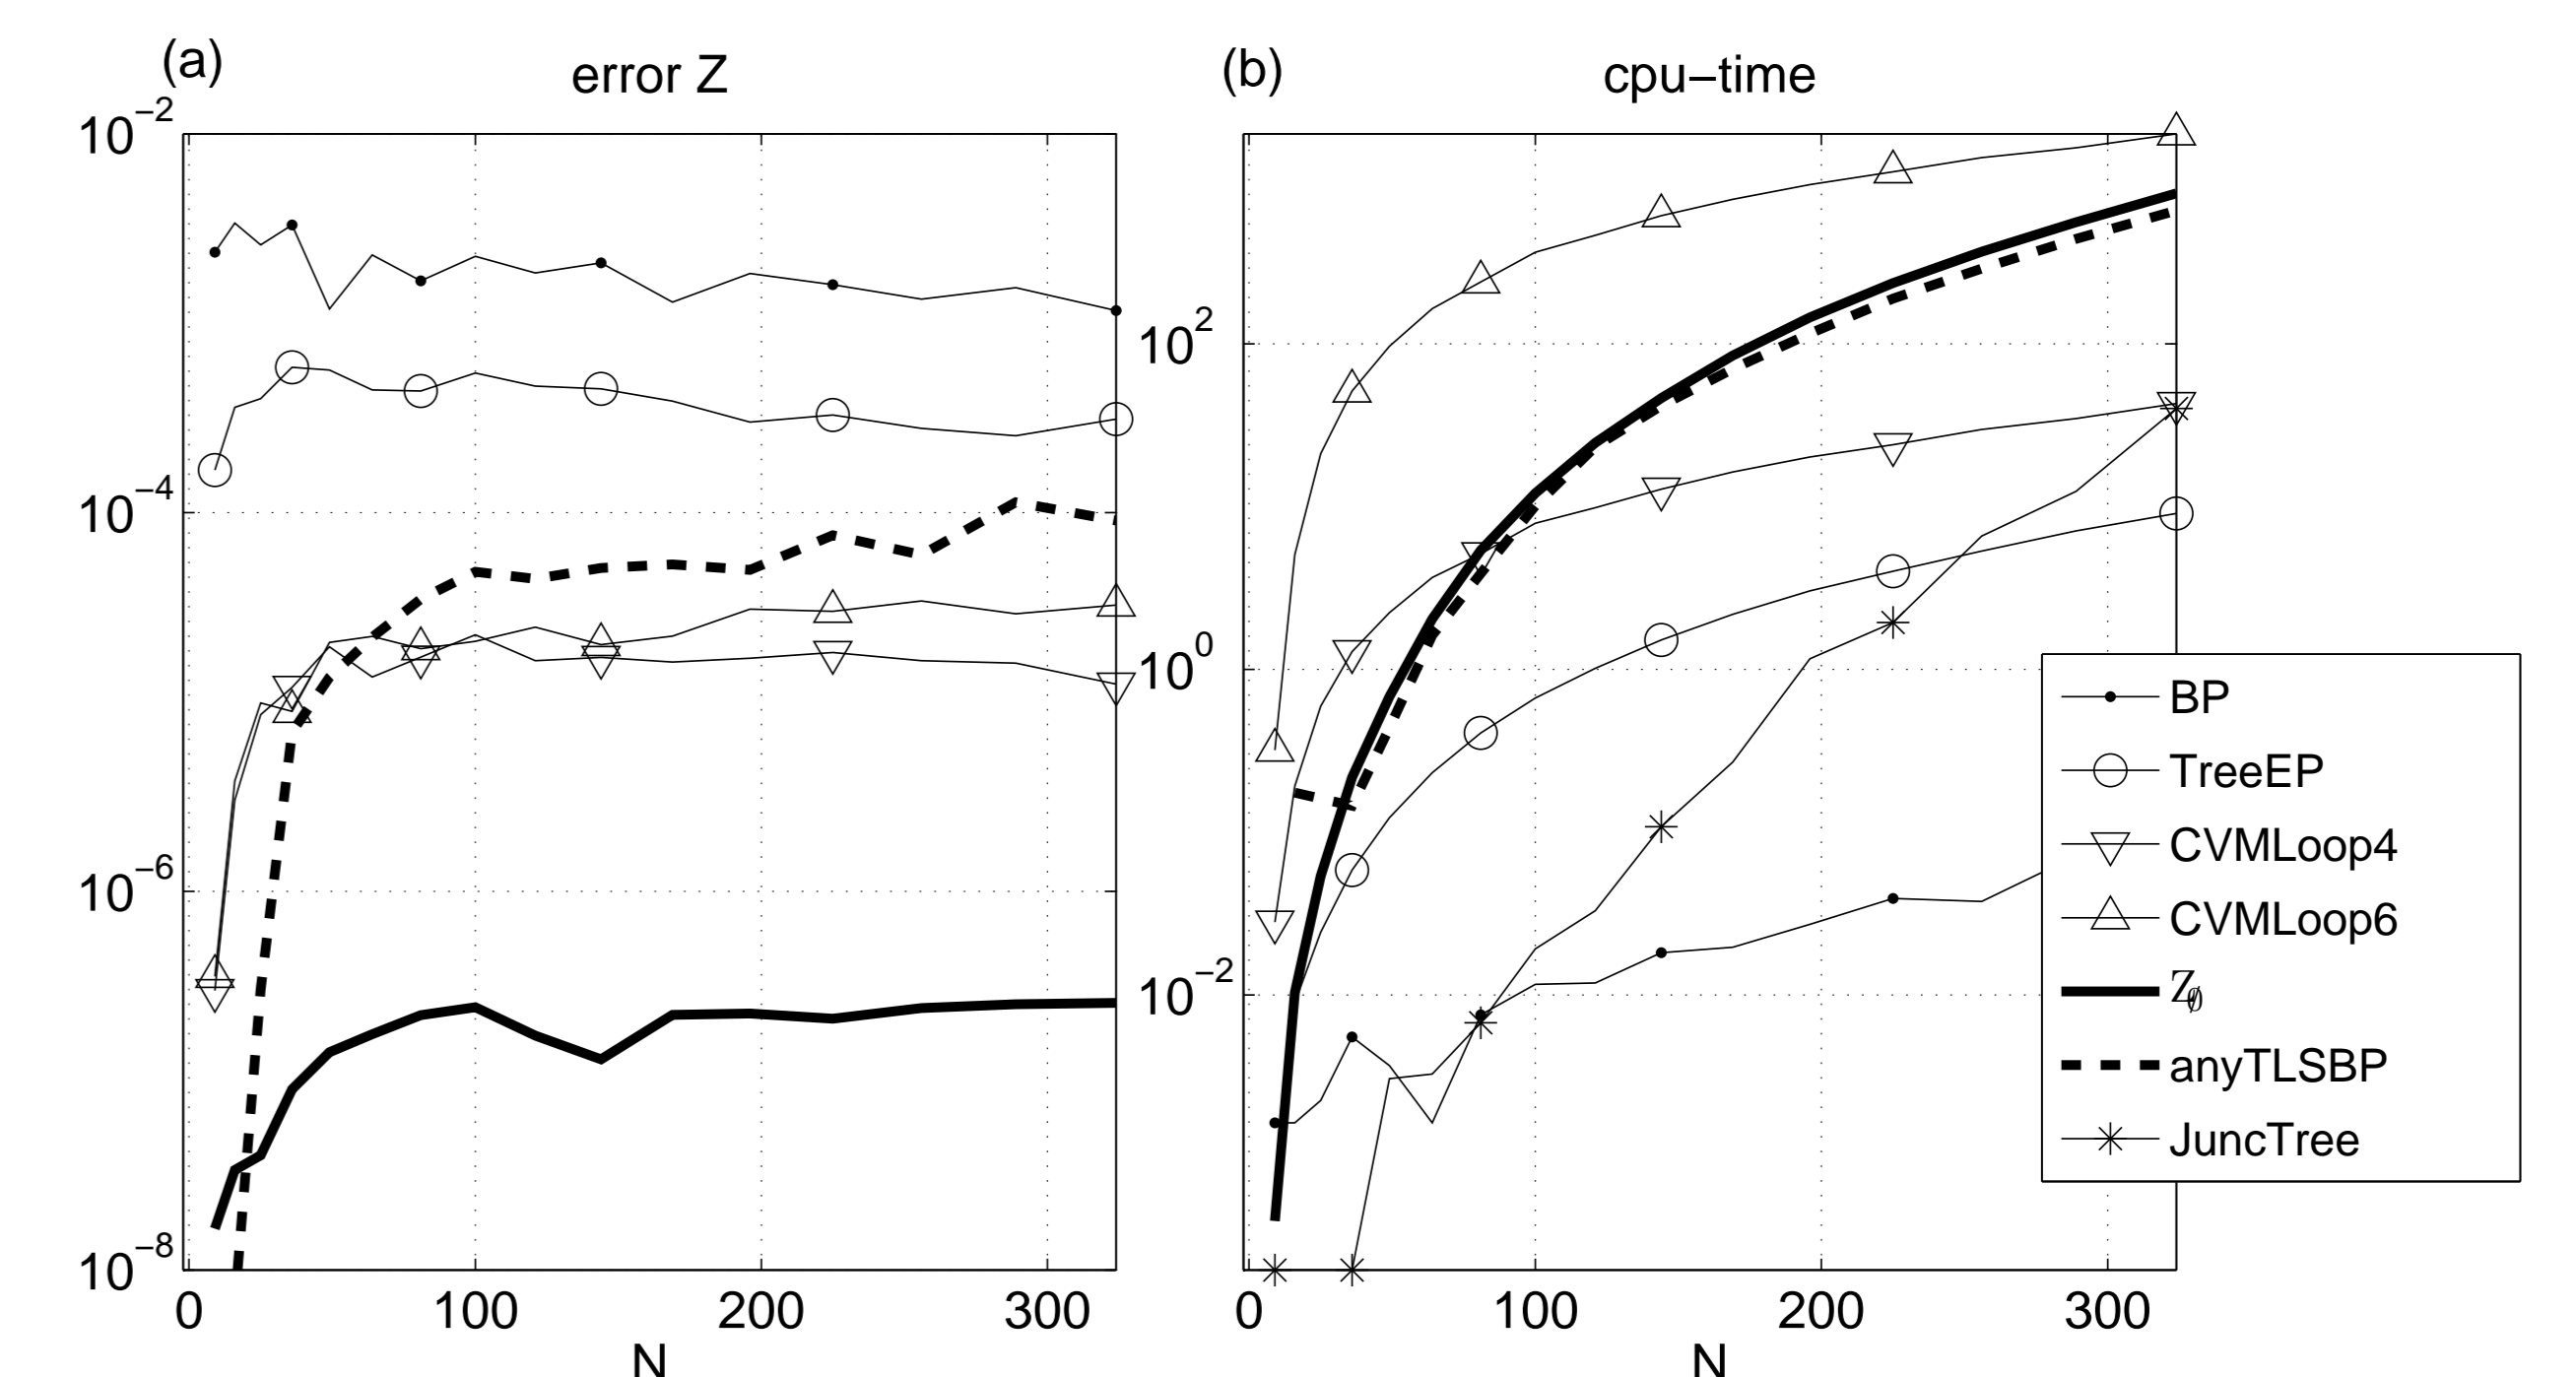 (a)
error Z
10^−2
10^−4
10^−6
10^−8
0 100 200 300
N
(b)
cpu−time
10^2
10^0
10^−2
0 100 200 300
N
BP
TreeEP
CVMLoop4
CVMLoop6
Z_∅
anyTLSBP
JuncTree